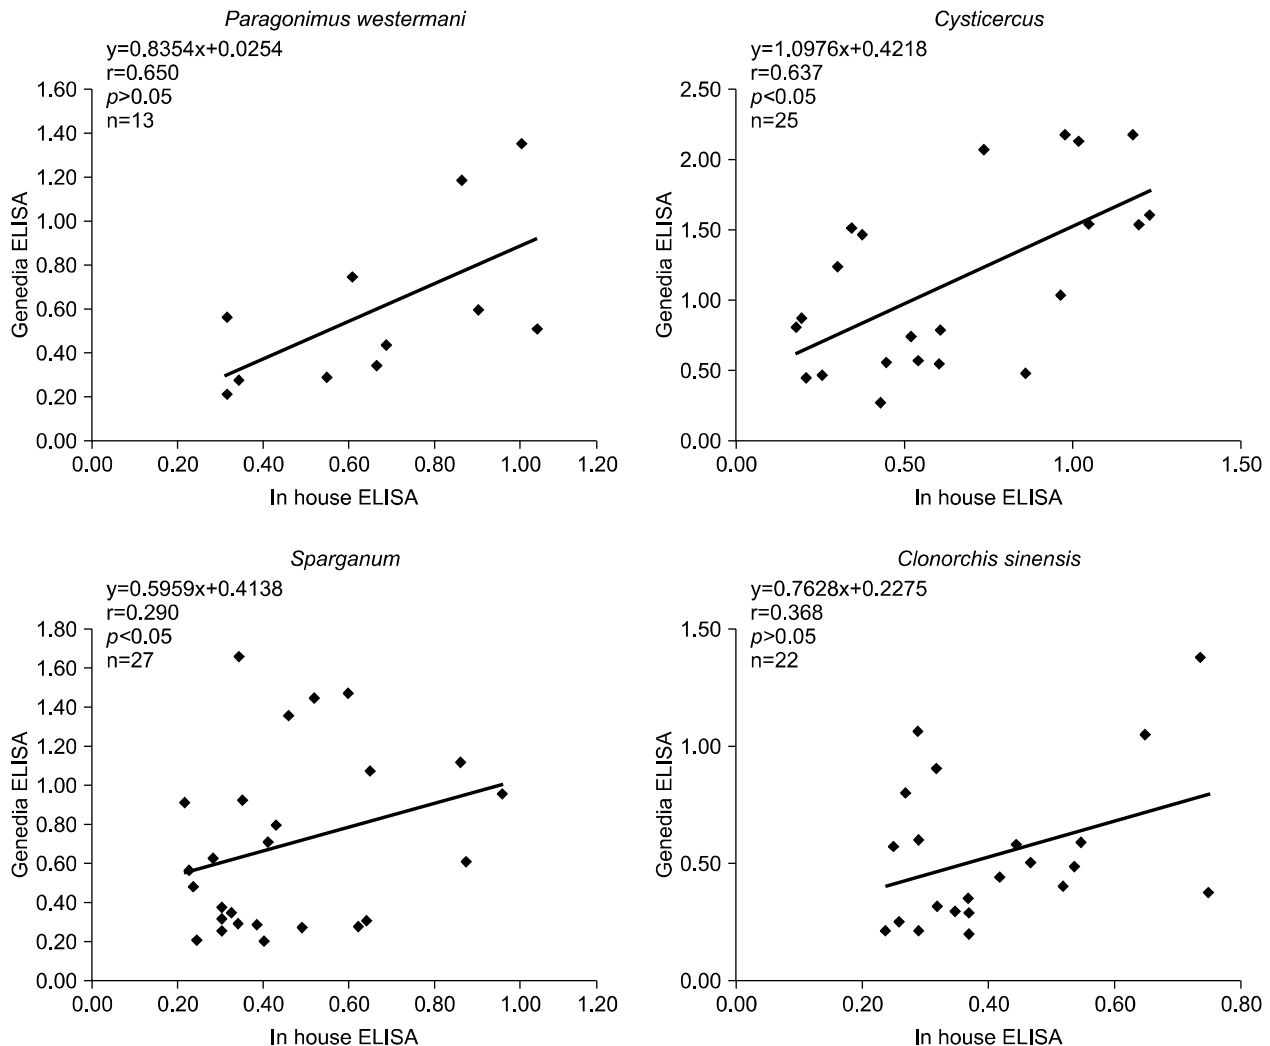 Paragonimus westermani
y=0.8354x+0.0254
r=0.650
p>0.05
n=13
1.60
1.40
1.20
1.00
0.80
0.60
0.40
0.20
0.00
Genedia ELISA
0.00 0.20 0.40 0.60 0.80 1.00 1.20
In house ELISA
Cysticercus
y=1.0976x+0.4218
r=0.637
p<0.05
n=25
2.50
2.00
1.50
1.00
0.50
0.00
Genedia ELISA
0.00 0.50 1.00 1.50
In house ELISA
Sparganum
y=0.5959x+0.4138
r=0.290
p<0.05
n=27
1.80
1.60
1.40
1.20
1.00
0.80
0.60
0.40
0.20
0.00
Genedia ELISA
0.00 0.20 0.40 0.60 0.80 1.00 1.20
In house ELISA
Clonorchis sinensis
y=0.7628x+0.2275
r=0.368
p>0.05
n=22
1.50
1.00
0.50
0.00
Genedia ELISA
0.00 0.20 0.40 0.60 0.80
In house ELISA